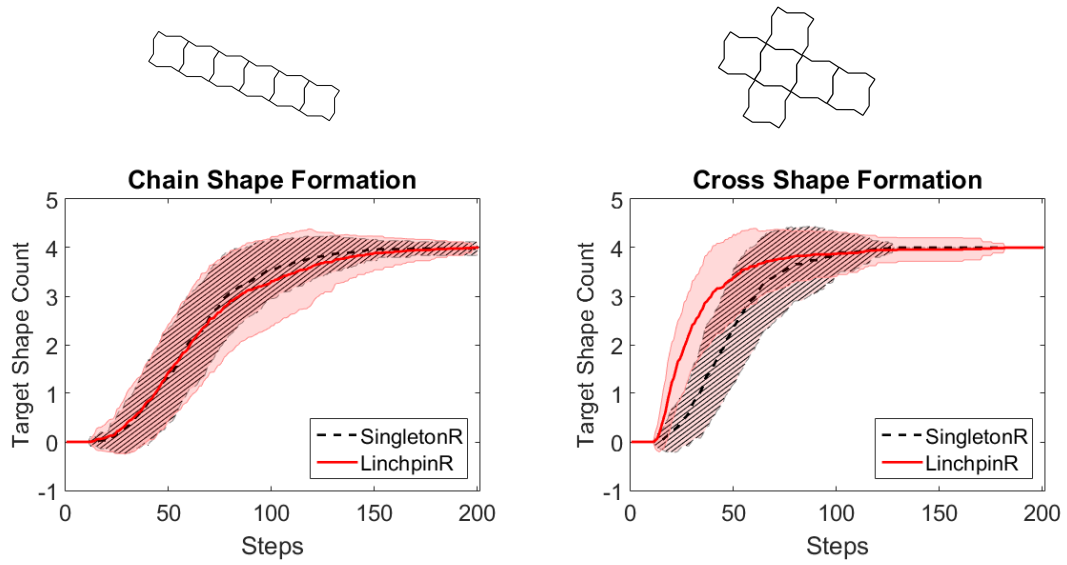 Chain Shape Formation
Target Shape Count
5
4
3
2
1
0
-1
SingletonR
LinchpinR
0 50 100 150 200
Steps
Cross Shape Formation
Target Shape Count
5
4
3
2
1
0
-1
SingletonR
LinchpinR
0 50 100 150 200
Steps